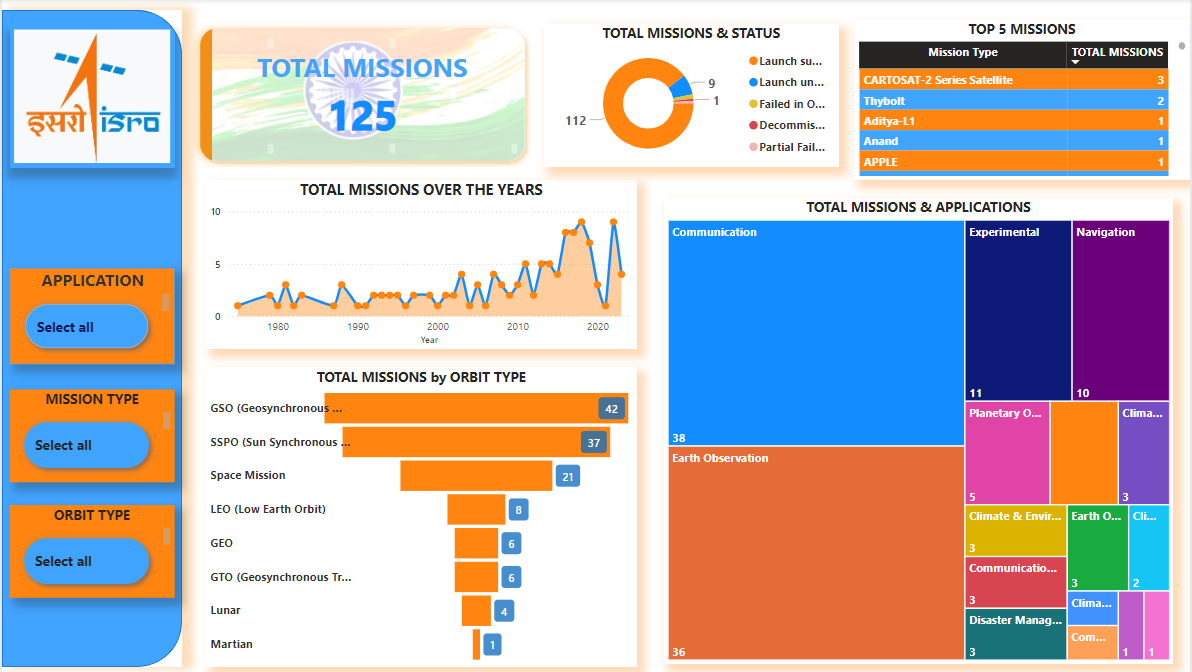 इसरो isro
APPLICATION
Select all
MISSION TYPE
Select all
ORBIT TYPE
Select all
TOTAL MISSIONS
125
TOTAL MISSIONS & STATUS
112
9
1
Launch su...
Launch un...
Failed in O...
Decommis...
Partial Fail...
TOP 5 MISSIONS
Mission Type TOTAL MISSIONS
CARTOSAT-2 Series Satellite 3
Thybolt 2
Aditya-L1 1
Anand 1
APPLE 1
TOTAL MISSIONS OVER THE YEARS
10
5
0
1980 1990 2000 2010 2020
Year
TOTAL MISSIONS by ORBIT TYPE
GSO (Geosynchronous ... 42
SSPO (Sun Synchronous ... 37
Space Mission 21
LEO (Low Earth Orbit) 8
GEO 6
GTO (Geosynchronous Tr... 6
Lunar 4
Martian 1
TOTAL MISSIONS & APPLICATIONS
Communication
38
Earth Observation
36
Experimental
11
Navigation
10
Planetary O...
5
Clima...
3
Climate & Envir...
3
Communicatio...
3
Disaster Manag...
3
Earth O...
3
Cli...
2
Clima...
Com...
1
1